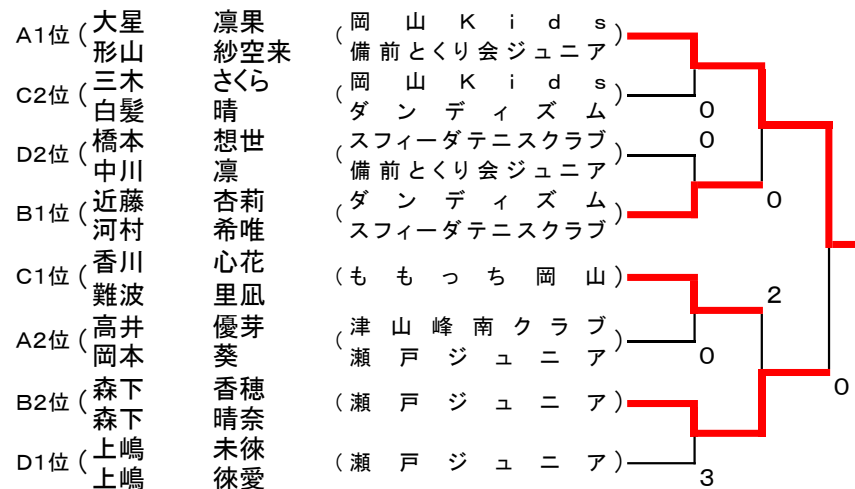 大星 凛果 岡山Kids
A1位 ( ( )
形山 紗空来 備前とくり会ジュニア
三木 さくら 岡山Kids
C2位 ( ( )
白髪 晴 ダンディズム 0
橋本 想世 スフィーダテニスクラブ 0
D2位 ( ( )
中川 凛 備前とくり会ジュニア
近藤 杏莉 ダンディズム 0
B1位 ( ( )
河村 希唯 スフィーダテニスクラブ
香川 心花
C1位 ( (ももっち岡山)
難波 里凪 2
高井 優芽 津山峰南クラブ
A2位 ( ( )
岡本 葵 瀬戸ジュニア 0
森下 香穂 0
B2位 ( (瀬戸ジュニア)
森下 晴奈
上嶋 未徠
D1位 ( (瀬戸ジュニア)
上嶋 徠愛 3